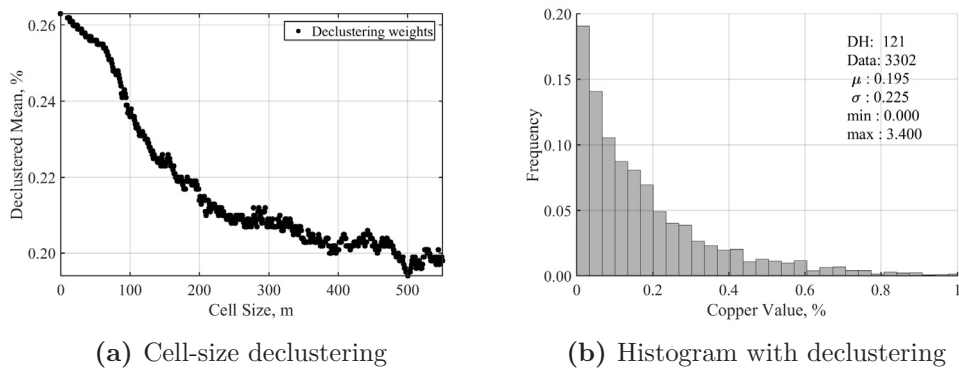 Declustering weights
Declustered Mean, %
0.26
0.24
0.22
0.20
0
100
200
300
400
500
Cell Size, m
(a) Cell-size declustering
DH: 121
Data: 3302
μ : 0.195
σ : 0.225
min : 0.000
max : 3.400
Frequency
0.20
0.15
0.10
0.05
0.00
0
0.2
0.4
0.6
0.8
1
Copper Value, %
(b) Histogram with declustering